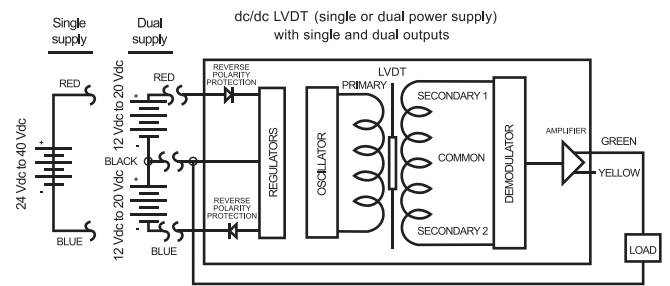 dc/dc LVDT (single or dual power supply)
with single and dual outputs
Single
supply
Dual
supply
RED
RED
24 Vdc to 40 Vdc
12 Vdc to 20 Vdc
12 Vdc to 20 Vdc
+
-
+
-
+
-
BLACK
BLUE
BLUE
REVERSE
POLARITY
PROTECTION
REVERSE
POLARITY
PROTECTION
REGULATORS
OSCILLATOR
LVDT
PRIMARY
SECONDARY 1
COMMON
SECONDARY 2
DEMODULATOR
AMPLIFIER
GREEN
YELLOW
LOAD